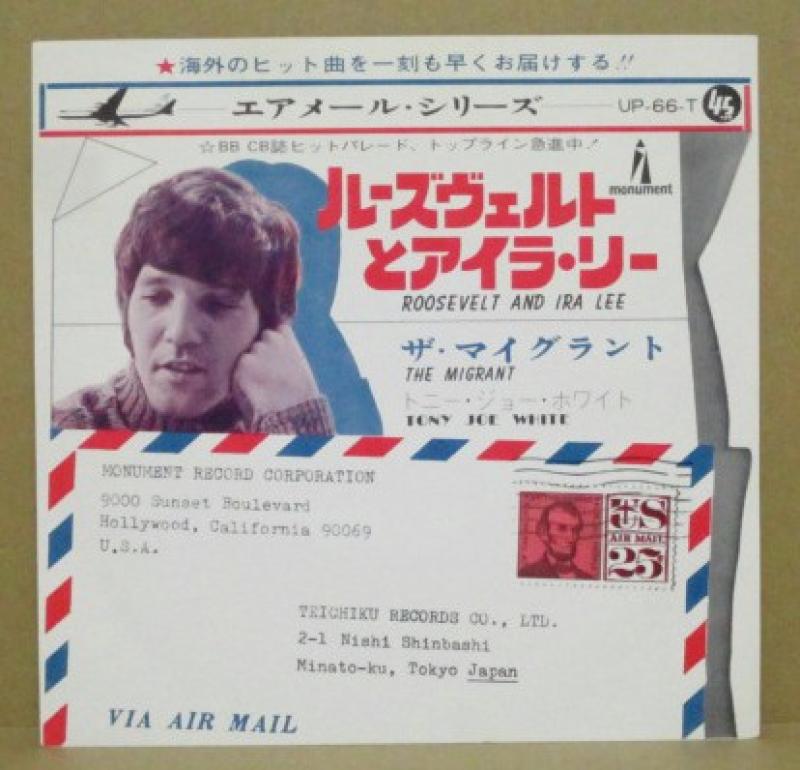 ★海外のヒット曲を一刻も早くお届けする!!
エアメール・シリーズ UP-66-T 45
☆BB CB誌ヒットパレード、トップライン急進中!
monument
ルーズヴェルト
とアイラ・リー
ROOSEVELT AND IRA LEE
ザ・マイグラント
THE MIGRANT
トニー・ジョー・ホワイト
TONY JOE WHITE
MONUMENT RECORD CORPORATION
9000 Sunset Boulevard
Hollywood, California 90069
U.S.A.
US
AIR MAIL
25¢
TEICHIKU RECORDS CO., LTD.
2-1 Nishi Shinbashi
Minato-ku, Tokyo Japan
VIA AIR MAIL